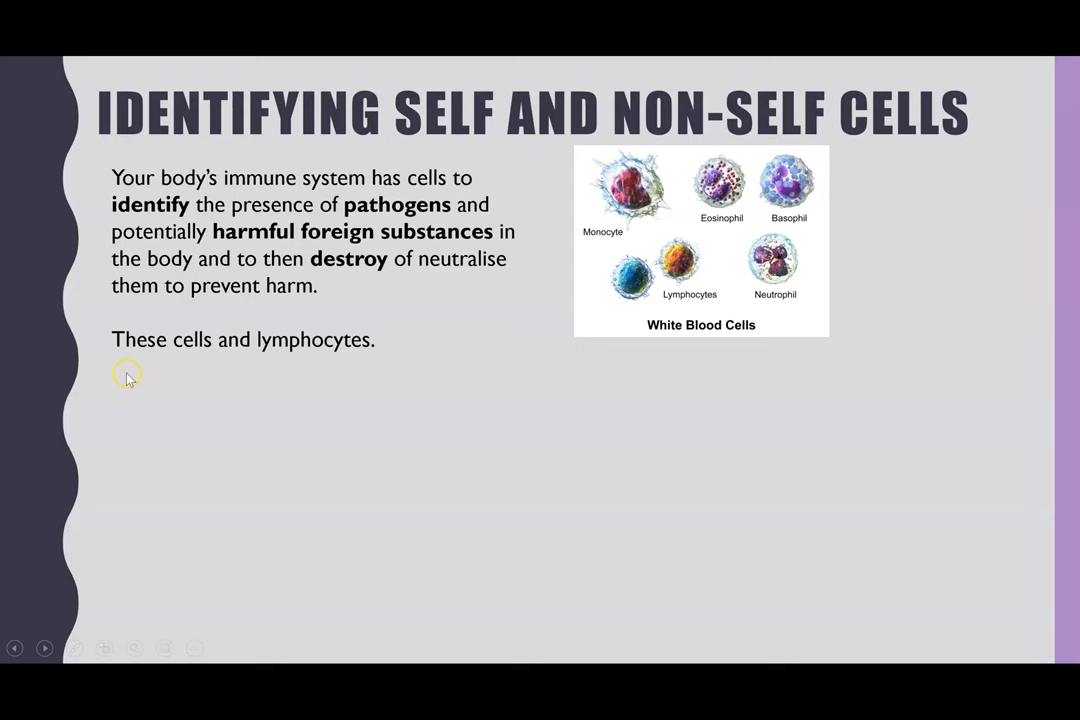 IDENTIFYING SELF AND NON-SELF CELLS
Your body's immune system has cells to
identify the presence of pathogens and
potentially harmful foreign substances in
the body and to then destroy of neutralise
them to prevent harm.
These cells and lymphocytes.
Monocyte
Eosinophil
Basophil
Lymphocytes
Neutrophil
White Blood Cells